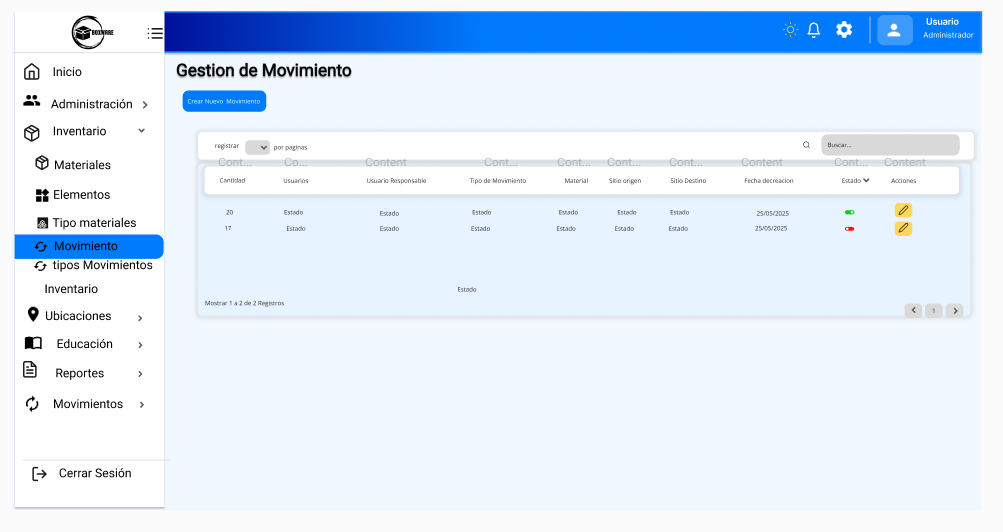 BOXWARE
Usuario
Administrador
Inicio
Administración
Inventario
Materiales
Elementos
Tipo materiales
Movimiento
tipos Movimientos
Inventario
Ubicaciones
Educación
Reportes
Movimientos
Cerrar Sesión
Gestion de Movimiento
Crear Nuevo Movimiento
registrar por paginas Buscar...
Cont... Co... Content Cont... Cont... Cont... Cont... Content Cont... Content
Cantidad Usuarios Usuario Responsable Tipo de Movimiento Material Sitio origen Sitio Destino Fecha decreacion Estado Acciones
20 Estado Estado Estado Estado Estado Estado 25/05/2025
17 Estado Estado Estado Estado Estado Estado 25/05/2025
Estado
Mostrar 1 a 2 de 2 Registros
1